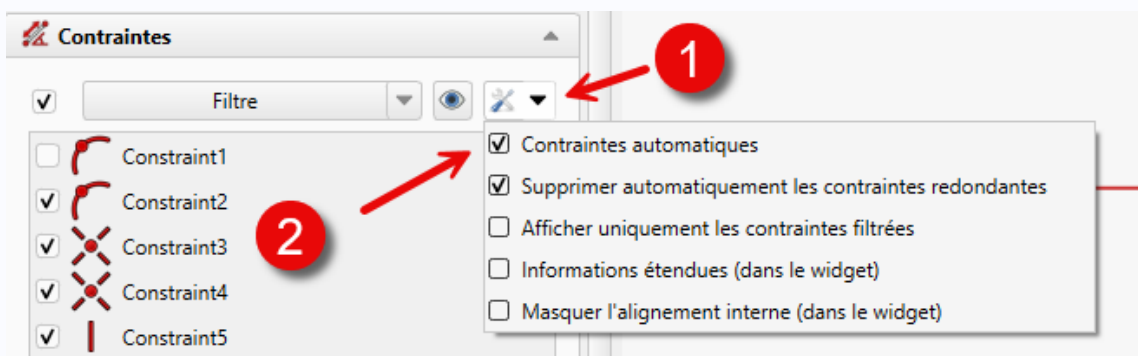 Contraintes
1
Filtre
Constraint1
Contraintes automatiques
Constraint2
Supprimer automatiquement les contraintes redondantes
2
Constraint3
Afficher uniquement les contraintes filtrées
Constraint4
Informations étendues (dans le widget)
Constraint5
Masquer l'alignement interne (dans le widget)